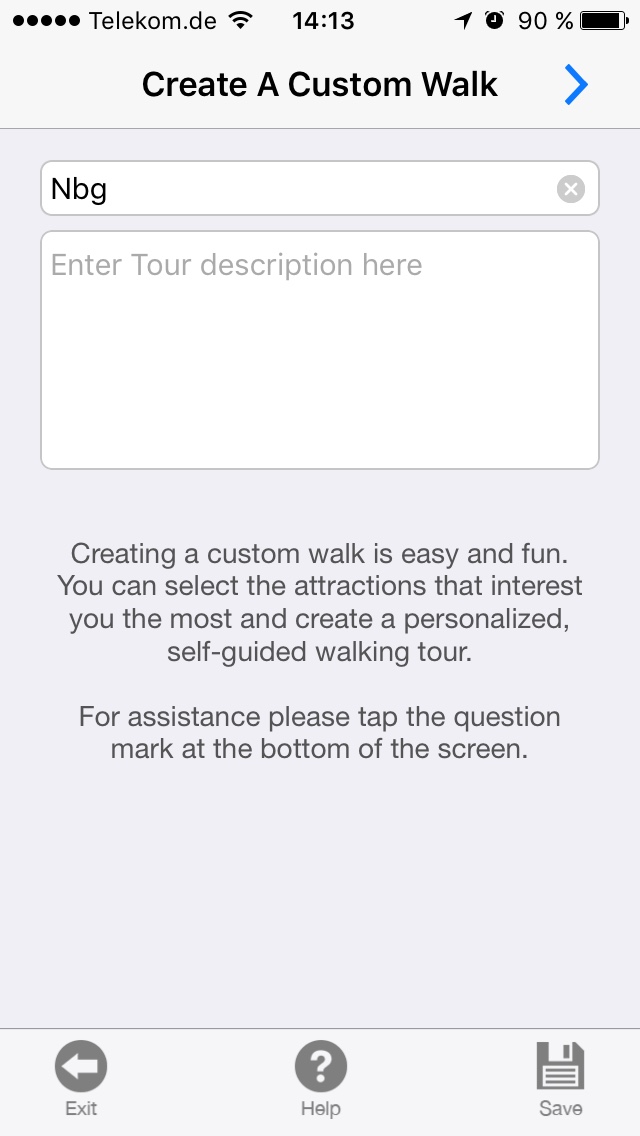 Telekom.de 14:13 90 %
Create A Custom Walk
Nbg
Enter Tour description here
Creating a custom walk is easy and fun.
You can select the attractions that interest
you the most and create a personalized,
self-guided walking tour.
For assistance please tap the question
mark at the bottom of the screen.
Exit Help Save